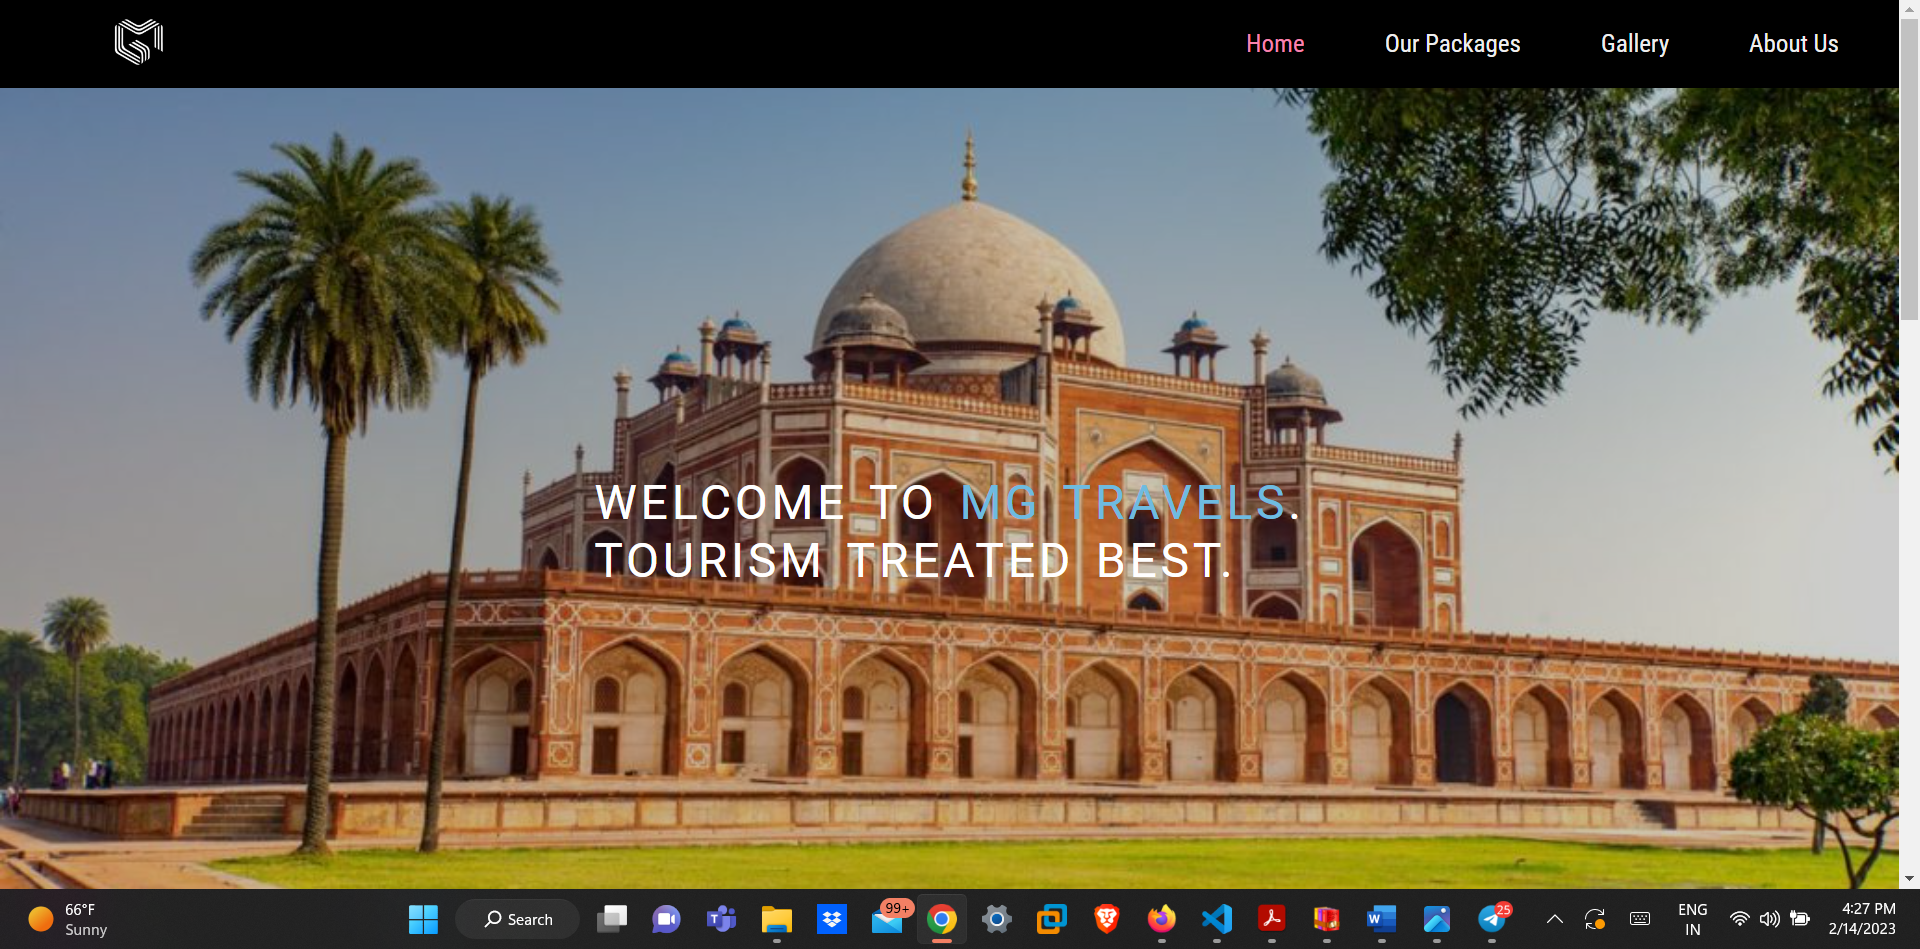 Home
Our Packages
Gallery
About Us
WELCOME TO MG TRAVELS.
TOURISM TREATED BEST.
66°F
Sunny
Search
99+
25
ENG
IN
4:27 PM
2/14/2023